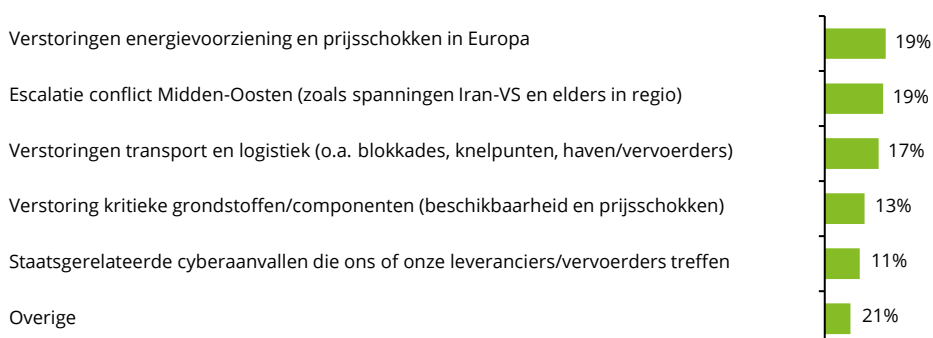 Verstoringen energievoorziening en prijsschokken in Europa 19%
Escalatie conflict Midden-Oosten (zoals spanningen Iran-VS en elders in regio) 19%
Verstoringen transport en logistiek (o.a. blokkades, knelpunten, haven/vervoerders) 17%
Verstoring kritieke grondstoffen/componenten (beschikbaarheid en prijsschokken) 13%
Staatsgerelateerde cyberaanvallen die ons of onze leveranciers/vervoerders treffen 11%
Overige 21%